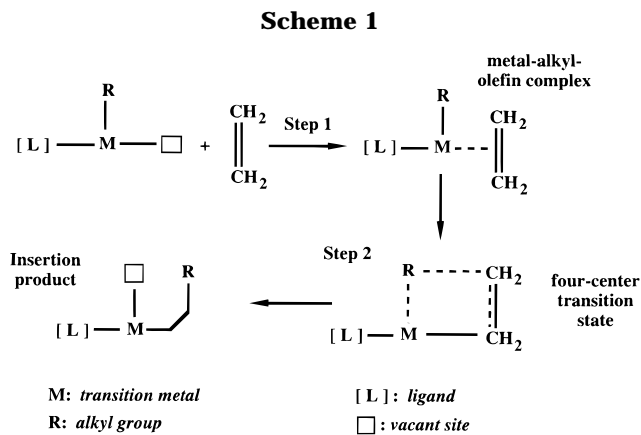 Scheme 1
metal-alkyl-
olefin complex
R
[ L ] M + CH2
CH2
Step 1
R
[ L ] M CH2
CH2
Insertion
product
R
[ L ] M
Step 2
R CH2
[ L ] M CH2
four-center
transition
state
M: transition metal
R: alkyl group
[ L ] : ligand
: vacant site